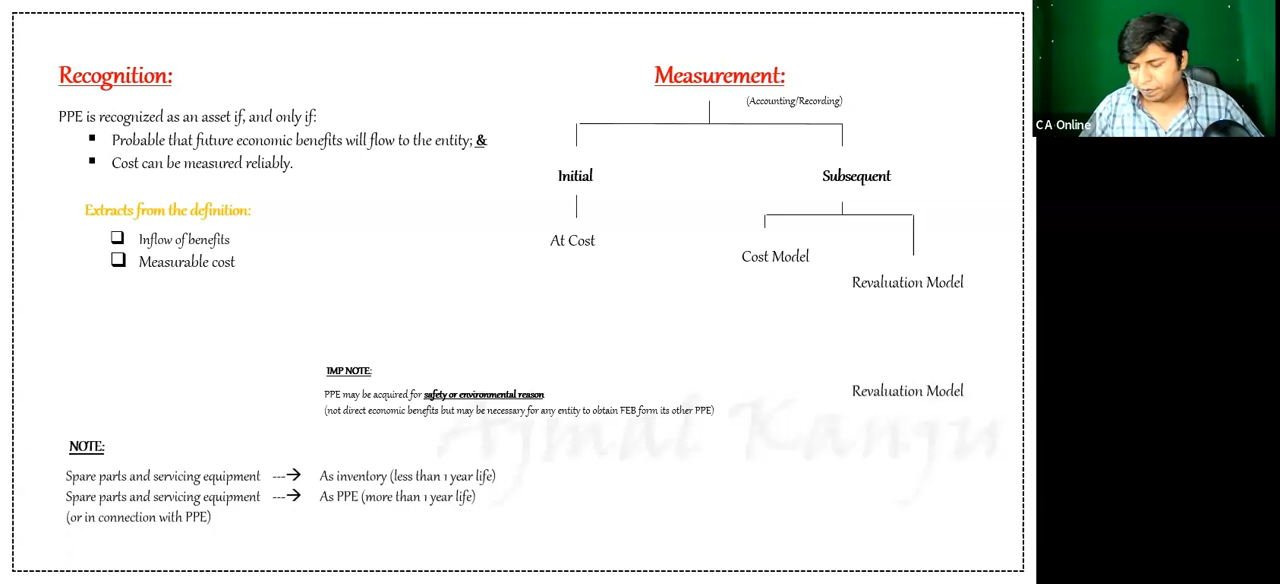 Recognition:
PPE is recognized as an asset if, and only if:
▪ Probable that future economic benefits will flow to the entity; &
▪ Cost can be measured reliably.
Extracts from the definition:
❑ Inflow of benefits
❑ Measurable cost
Measurement:
(Accounting/Recording)
Initial
Subsequent
At Cost
Cost Model
Revaluation Model
IMP NOTE:
PPE may be acquired for safety or environmental reason
(not direct economic benefits but may be necessary for any entity to obtain FEB form its other PPE)
Revaluation Model
Ajmal Kanju
NOTE:
Spare parts and servicing equipment ---→ As inventory (less than 1 year life)
Spare parts and servicing equipment ---→ As PPE (more than 1 year life)
(or in connection with PPE)
CA Online